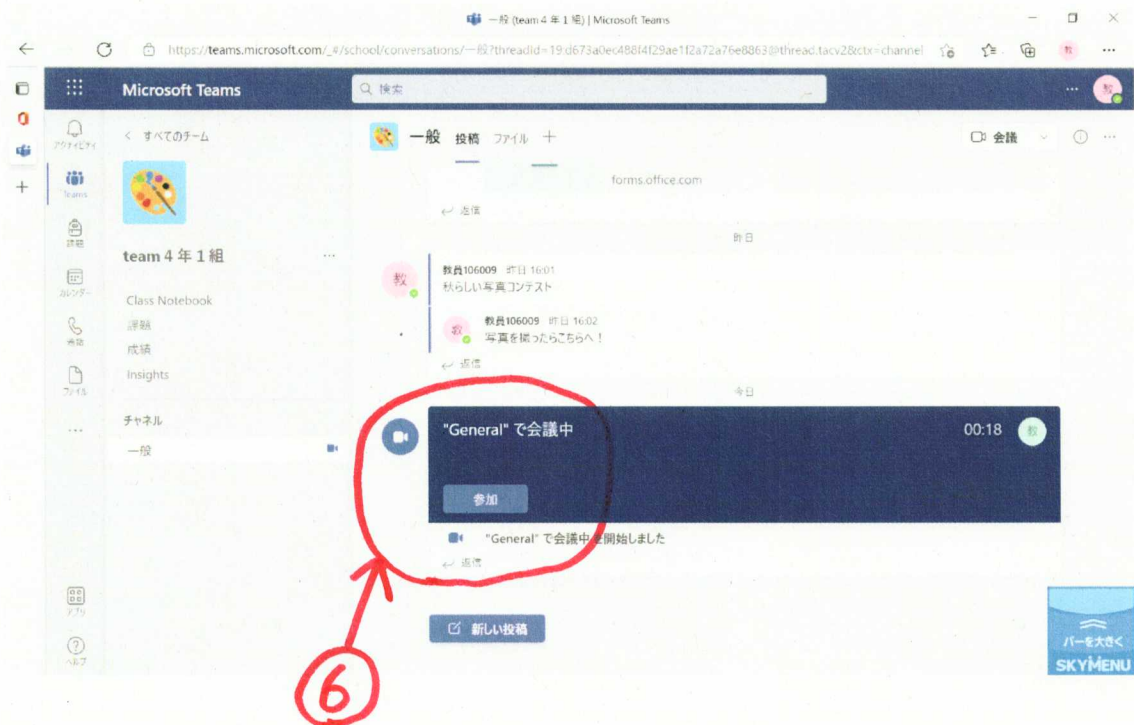 一般 (team 4 年 1 組) | Microsoft Teams
https://teams.microsoft.com/_#/school/conversations/一般?threadId=19:d673a0ec488f4f29ae1f2a72a76e8863@thread.tacv2&ctx=channel
教
Microsoft Teams
検索
教
アクティビティ
Teams
課題
カレンダー
通話
ファイル
アプリ
ヘルプ
< すべてのチーム
team 4 年 1 組
Class Notebook
課題
成績
Insights
チャネル
一般
一般 投稿 ファイル +
会議
forms.office.com
返信
昨日
教
教員106009 昨日 16:01
秋らしい写真コンテスト
教
教員106009 昨日 16:02
写真を撮ったらこちらへ！
返信
今日
"General" で会議中
00:18
教
参加
"General" で会議中 を開始しました
返信
新しい投稿
バーを大きく
SKYMENU
6